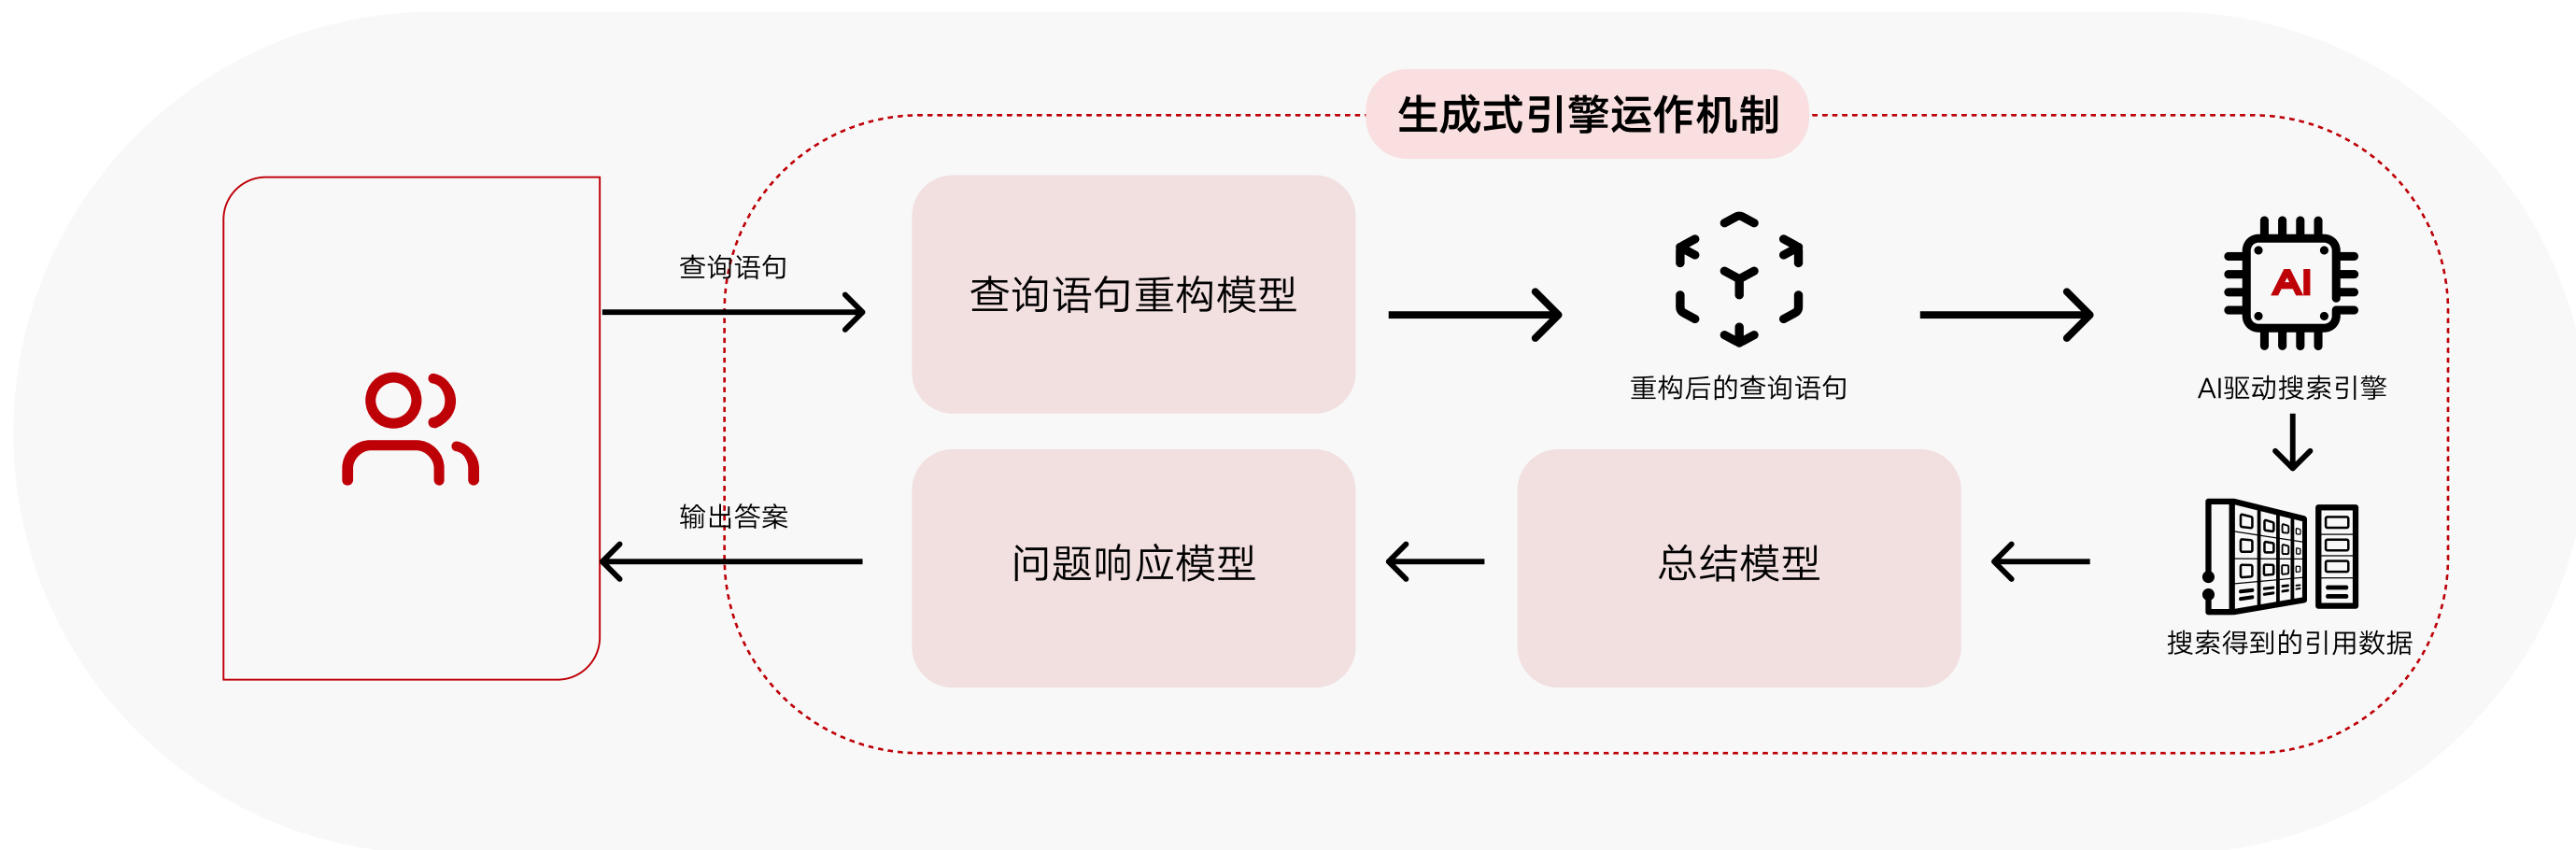 生成式引擎运作机制
查询语句
查询语句重构模型
重构后的查询语句
AI
AI驱动搜索引擎
输出答案
问题响应模型
总结模型
搜索得到的引用数据